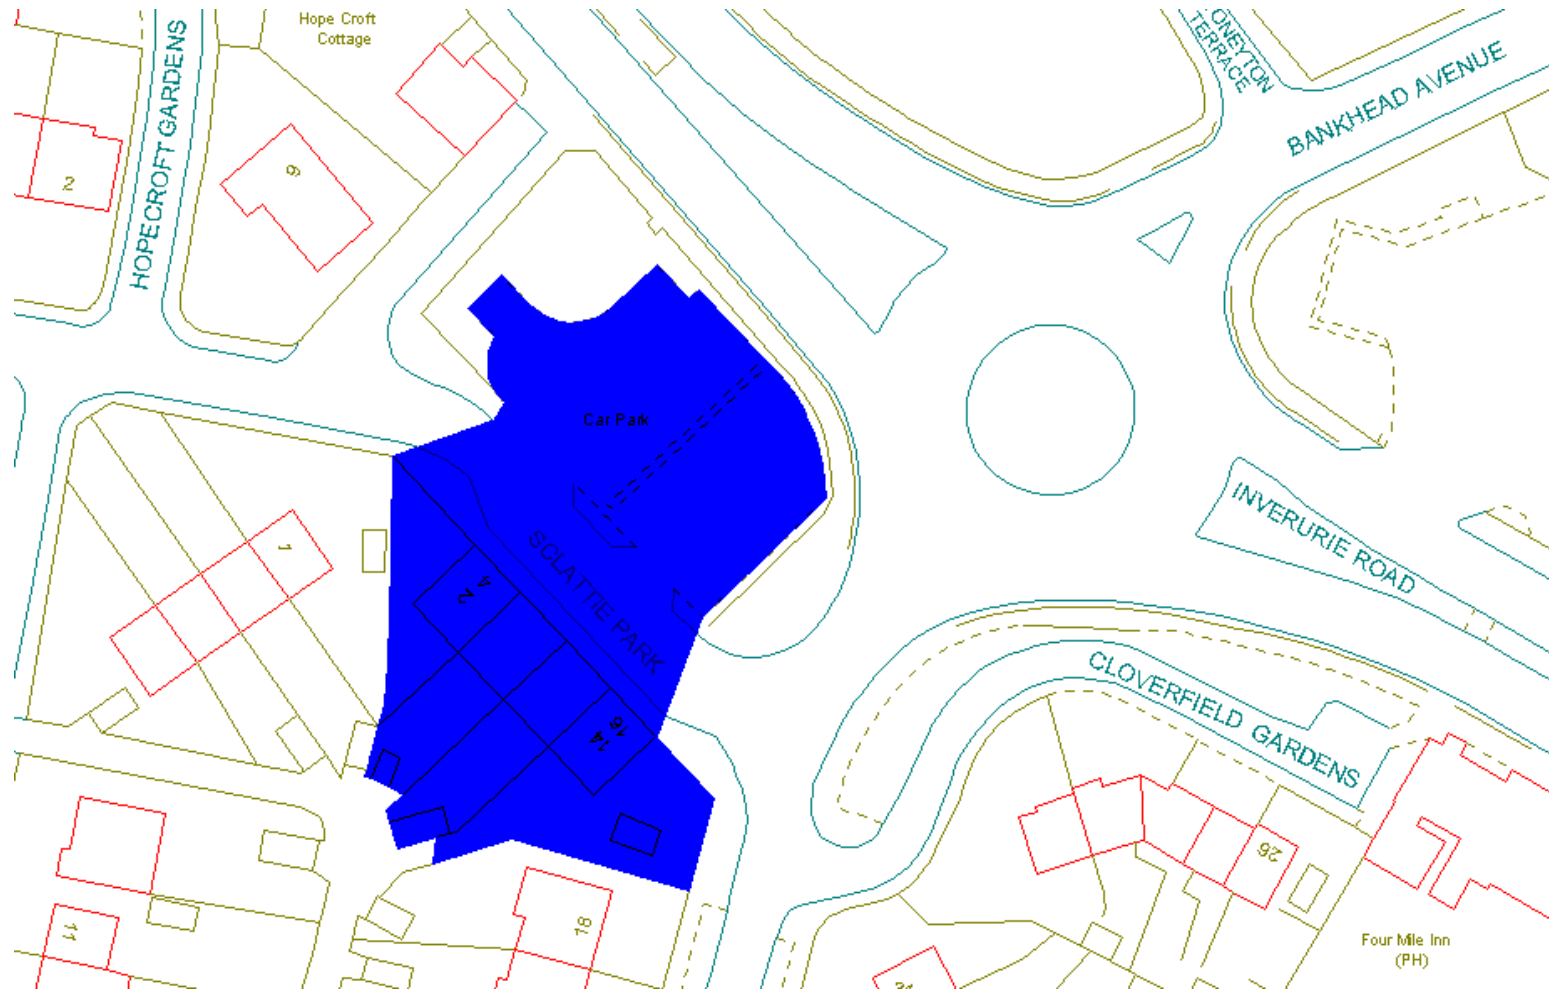 Hope Croft
Cottage
HOPECROFT GARDENS
ONEYTON
TERRACE
BANKHEAD AVENUE
2
9
Car Park
INVERURIE ROAD
1
SCLATTIE PARK
2
4
14
16
CLOVERFIELD GARDENS
26
11
18
Four Mile Inn
(PH)